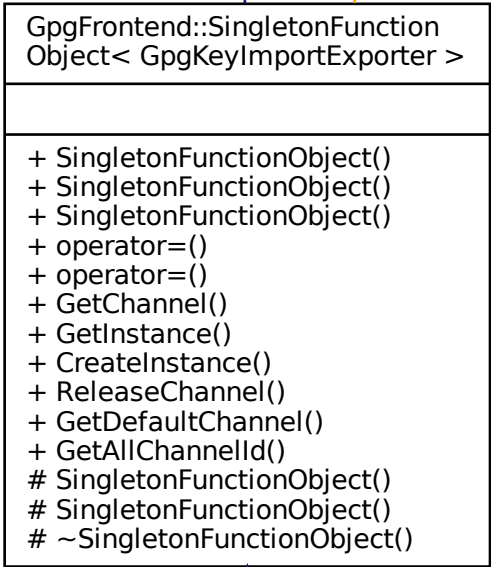 GpgFrontend::SingletonFunction
Object< GpgKeyImportExporter >
+ SingletonFunctionObject()
+ SingletonFunctionObject()
+ SingletonFunctionObject()
+ operator=()
+ operator=()
+ GetChannel()
+ GetInstance()
+ CreateInstance()
+ ReleaseChannel()
+ GetDefaultChannel()
+ GetAllChannelId()
# SingletonFunctionObject()
# SingletonFunctionObject()
# ~SingletonFunctionObject()